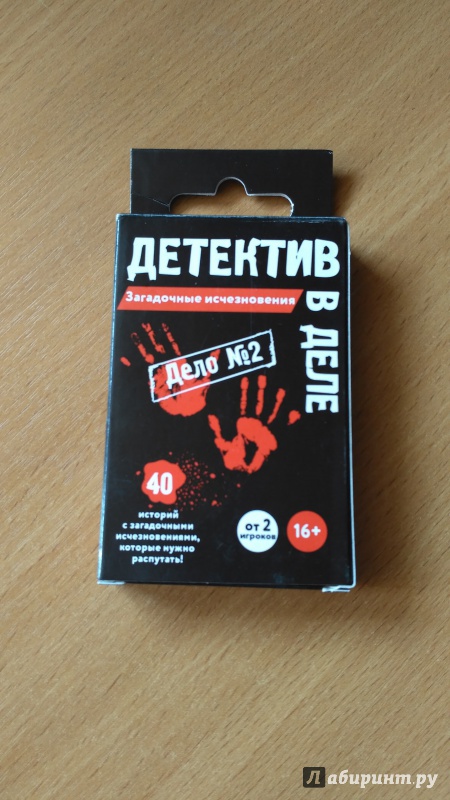 ДЕТЕКТИВ
В ДЕЛЕ
Загадочные исчезновения
Дело №2
40
историй
с загадочными
исчезновениями,
которые нужно
распутать!
от 2
игроков
16+
Лабиринт.ру